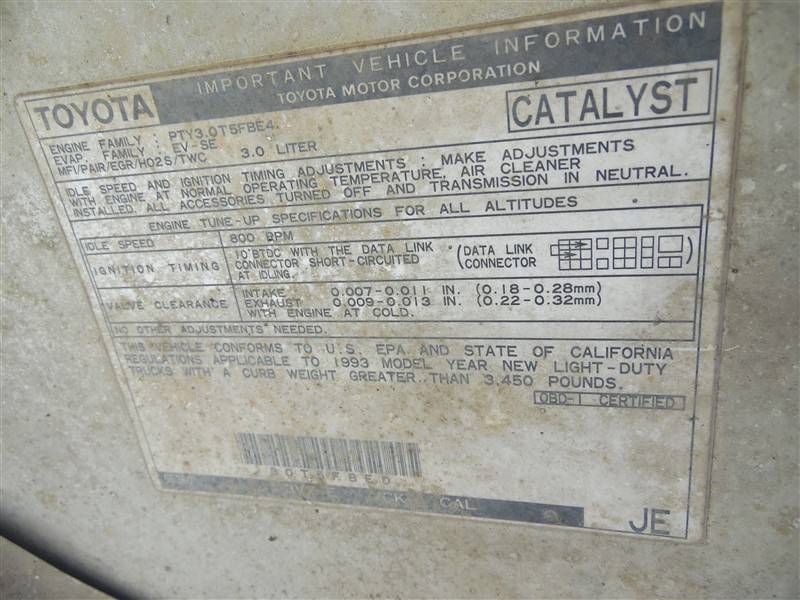 IMPORTANT VEHICLE INFORMATION
TOYOTA MOTOR CORPORATION
TOYOTA
CATALYST
ENGINE FAMILY : PTY3.0T5FBE4.
EVAP. FAMILY : EV-SE 3.0 LITER
MFI/PAIR/EGR/HO2S/TWC
IDLE SPEED AND IGNITION TIMING ADJUSTMENTS : MAKE ADJUSTMENTS
WITH ENGINE AT NORMAL OPERATING TEMPERATURE, AIR CLEANER
INSTALLED, ALL ACCESSORIES TURNED OFF AND TRANSMISSION IN NEUTRAL.
ENGINE TUNE-UP SPECIFICATIONS FOR ALL ALTITUDES
IDLE SPEED 800 RPM
IGNITION TIMING 10°BTDC WITH THE DATA LINK
CONNECTOR SHORT-CIRCUITED
AT IDLING.
(DATA LINK
CONNECTOR )
VALVE CLEARANCE INTAKE 0.007-0.011 IN. (0.18-0.28mm)
EXHAUST 0.009-0.013 IN. (0.22-0.32mm)
WITH ENGINE AT COLD.
NO OTHER ADJUSTMENTS NEEDED.
THIS VEHICLE CONFORMS TO U.S. EPA AND STATE OF CALIFORNIA
REGULATIONS APPLICABLE TO 1993 MODEL YEAR NEW LIGHT-DUTY
TRUCKS WITH A CURB WEIGHT GREATER THAN 3,450 POUNDS.
OBD-I CERTIFIED
CAL
JE